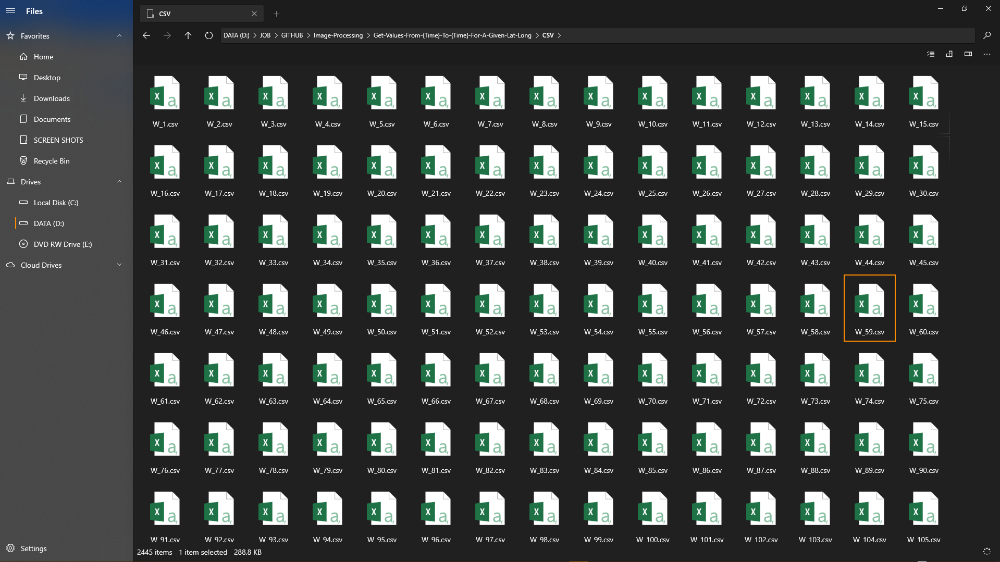 Files
CSV
DATA (D:) JOB GITHUB Image-Processing Get-Values-From-{Time}-To-{Time}-For-A-Given-Lat-Long CSV
Favorites
Home
Desktop
Downloads
Documents
SCREEN SHOTS
Recycle Bin
Drives
Local Disk (C:)
DATA (D:)
DVD RW Drive (E:)
Cloud Drives
Settings
W_1.csv W_2.csv W_3.csv W_4.csv W_5.csv W_6.csv W_7.csv W_8.csv W_9.csv W_10.csv W_11.csv W_12.csv W_13.csv W_14.csv W_15.csv
W_16.csv W_17.csv W_18.csv W_19.csv W_20.csv W_21.csv W_22.csv W_23.csv W_24.csv W_25.csv W_26.csv W_27.csv W_28.csv W_29.csv W_30.csv
W_31.csv W_32.csv W_33.csv W_34.csv W_35.csv W_36.csv W_37.csv W_38.csv W_39.csv W_40.csv W_41.csv W_42.csv W_43.csv W_44.csv W_45.csv
W_46.csv W_47.csv W_48.csv W_49.csv W_50.csv W_51.csv W_52.csv W_53.csv W_54.csv W_55.csv W_56.csv W_57.csv W_58.csv W_59.csv W_60.csv
W_61.csv W_62.csv W_63.csv W_64.csv W_65.csv W_66.csv W_67.csv W_68.csv W_69.csv W_70.csv W_71.csv W_72.csv W_73.csv W_74.csv W_75.csv
W_76.csv W_77.csv W_78.csv W_79.csv W_80.csv W_81.csv W_82.csv W_83.csv W_84.csv W_85.csv W_86.csv W_87.csv W_88.csv W_89.csv W_90.csv
W_91.csv W_92.csv W_93.csv W_94.csv W_95.csv W_96.csv W_97.csv W_98.csv W_99.csv W_100.csv W_101.csv W_102.csv W_103.csv W_104.csv W_105.csv
2445 items 1 item selected 288.8 KB